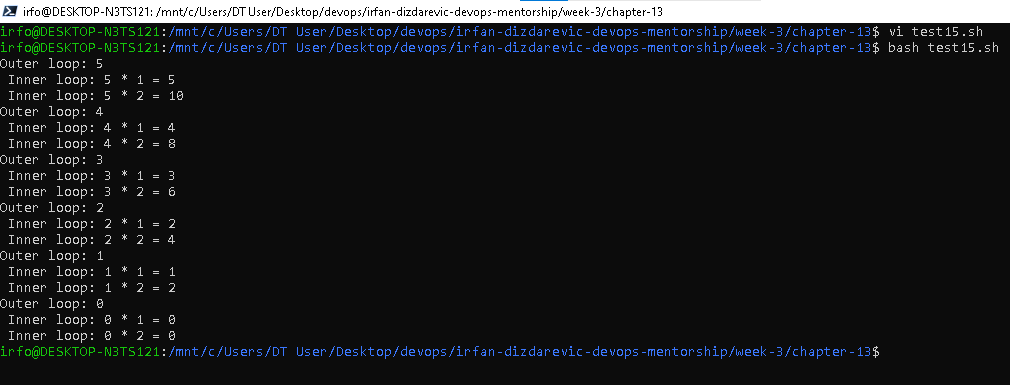 irfo@DESKTOP-N3TS121: /mnt/c/Users/DT User/Desktop/devops/irfan-dizdarevic-devops-mentorship/week-3/chapter-13
irfo@DESKTOP-N3TS121:/mnt/c/Users/DT User/Desktop/devops/irfan-dizdarevic-devops-mentorship/week-3/chapter-13$ vi test15.sh
irfo@DESKTOP-N3TS121:/mnt/c/Users/DT User/Desktop/devops/irfan-dizdarevic-devops-mentorship/week-3/chapter-13$ bash test15.sh
Outer loop: 5
 Inner loop: 5 * 1 = 5
 Inner loop: 5 * 2 = 10
Outer loop: 4
 Inner loop: 4 * 1 = 4
 Inner loop: 4 * 2 = 8
Outer loop: 3
 Inner loop: 3 * 1 = 3
 Inner loop: 3 * 2 = 6
Outer loop: 2
 Inner loop: 2 * 1 = 2
 Inner loop: 2 * 2 = 4
Outer loop: 1
 Inner loop: 1 * 1 = 1
 Inner loop: 1 * 2 = 2
Outer loop: 0
 Inner loop: 0 * 1 = 0
 Inner loop: 0 * 2 = 0
irfo@DESKTOP-N3TS121:/mnt/c/Users/DT User/Desktop/devops/irfan-dizdarevic-devops-mentorship/week-3/chapter-13$